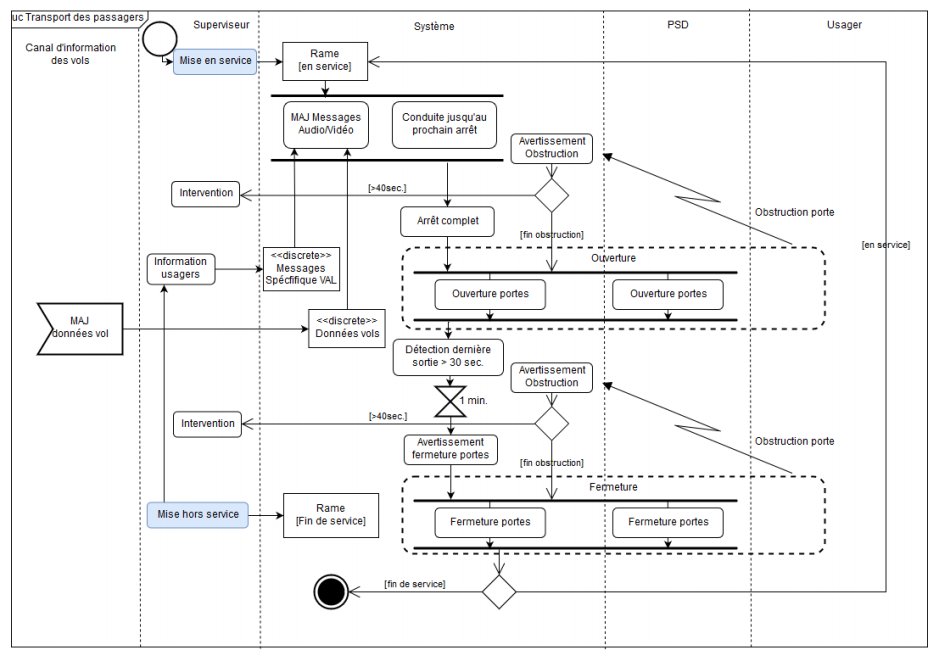 uc Transport des passagers
Superviseur
Système
PSD
Usager
Canal d'information
des vols
Mise en service
Rame
[en service]
MAJ Messages
Audio/Vidéo
Conduite jusqu'au
prochain arrêt
Avertissement
Obstruction
Intervention
[>40sec.]
Arrêt complet
Obstruction porte
[fin obstruction]
[en service]
Information
usagers
<<discrete>>
Messages
Spécfifique VAL
Ouverture
Ouverture portes
Ouverture portes
MAJ
données vol
<<discrete>>
Données vols
Détection dernière
sortie > 30 sec.
Avertissement
Obstruction
1 min.
Intervention
[>40sec.]
Avertissement
fermeture portes
Obstruction porte
[fin obstruction]
Fermeture
Mise hors service
Rame
[Fin de service]
Fermeture portes
Fermeture portes
[fin de service]